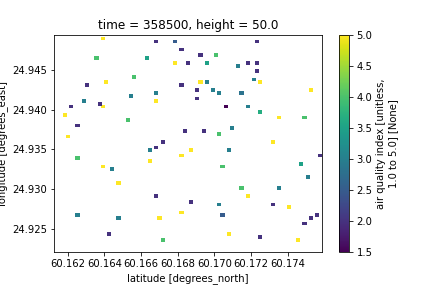 time = 358500, height = 50.0
24.945
24.940
24.935
24.930
24.925
longitude [degrees_east]
60.162 60.164 60.166 60.168 60.170 60.172 60.174
latitude [degrees_north]
5.0
4.5
4.0
3.5
3.0
2.5
2.0
1.5
air quality index [unitless,
1.0 to 5.0] [None]